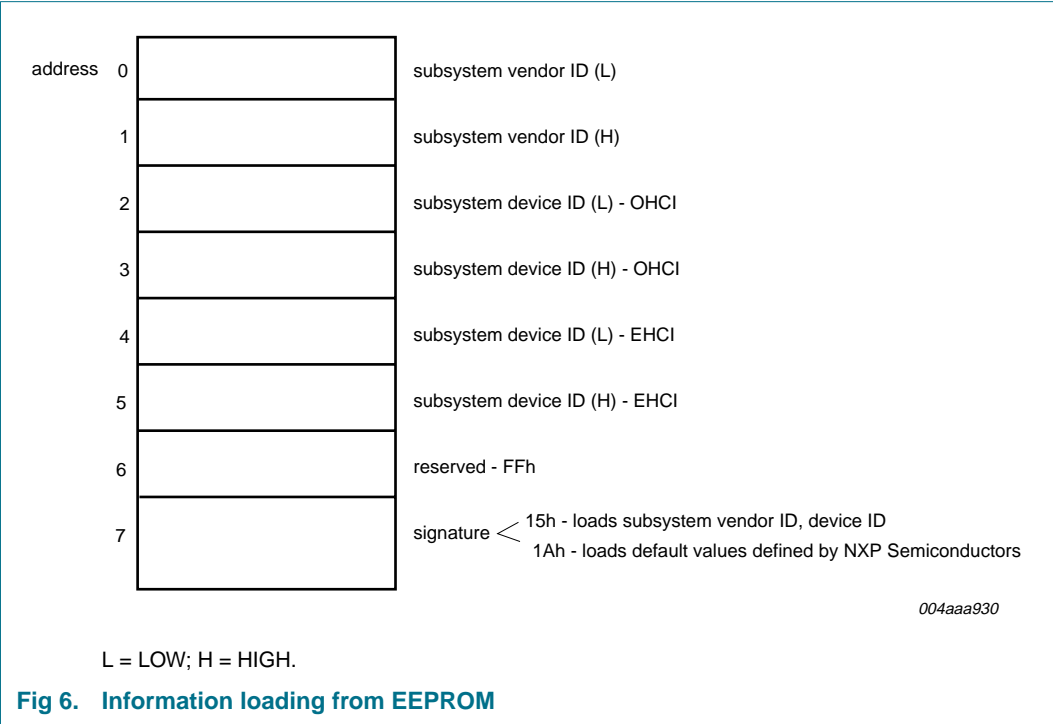 address 0 subsystem vendor ID (L)
1 subsystem vendor ID (H)
2 subsystem device ID (L) - OHCI
3 subsystem device ID (H) - OHCI
4 subsystem device ID (L) - EHCI
5 subsystem device ID (H) - EHCI
6 reserved - FFh
15h - loads subsystem vendor ID, device ID
7 signature
1Ah - loads default values defined by NXP Semiconductors
004aaa930
L = LOW; H = HIGH.
Fig 6. Information loading from EEPROM